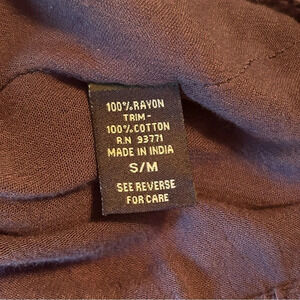 100% RAYON
TRIM-
100% COTTON
R.N 93771
MADE IN INDIA
S/M
SEE REVERSE
FOR CARE